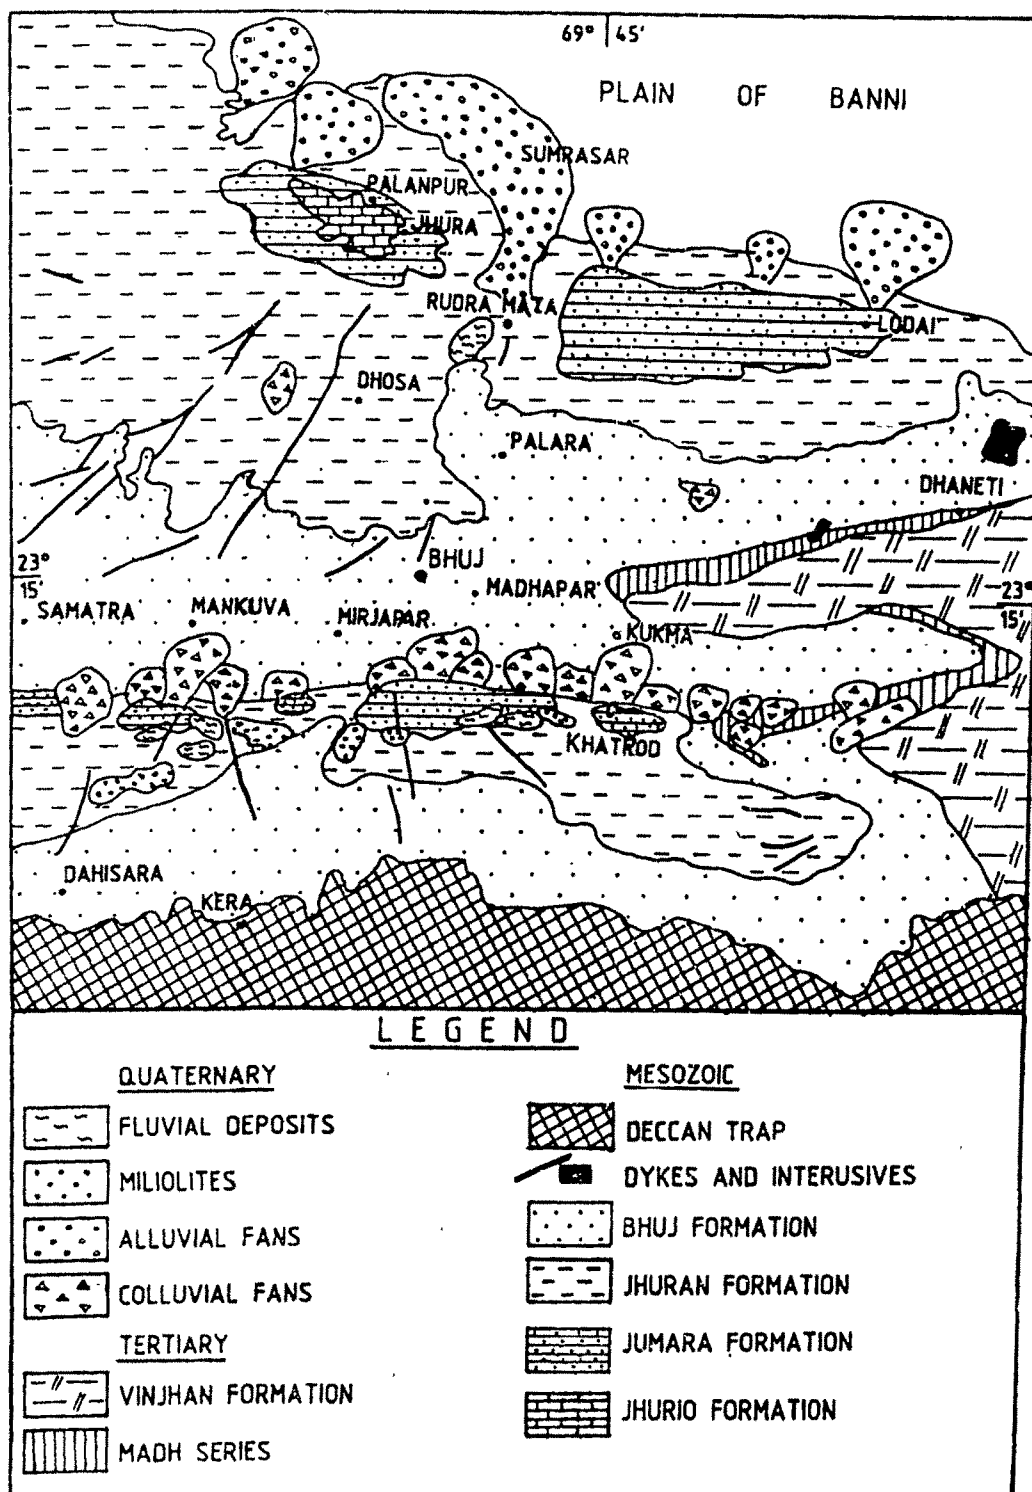 69° 45'
PLAIN OF BANNI
SUMRASAR
PALANPUR
JHURA
RUDRA MATA
LODAI
DHOSA
PALARA
DHANETI
BHUJ
23°
15'
MADHAPAR
23°
15'
SAMATRA
MANKUVA
MIRJAPAR
KUKMA
KHATROD
DAHISARA
KERA
LEGEND
QUATERNARY
FLUVIAL DEPOSITS
MILIOLITES
ALLUVIAL FANS
COLLUVIAL FANS
TERTIARY
VINJHAN FORMATION
MADH SERIES
MESOZOIC
DECCAN TRAP
DYKES AND INTERUSIVES
BHUJ FORMATION
JHURAN FORMATION
JUMARA FORMATION
JHURIO FORMATION